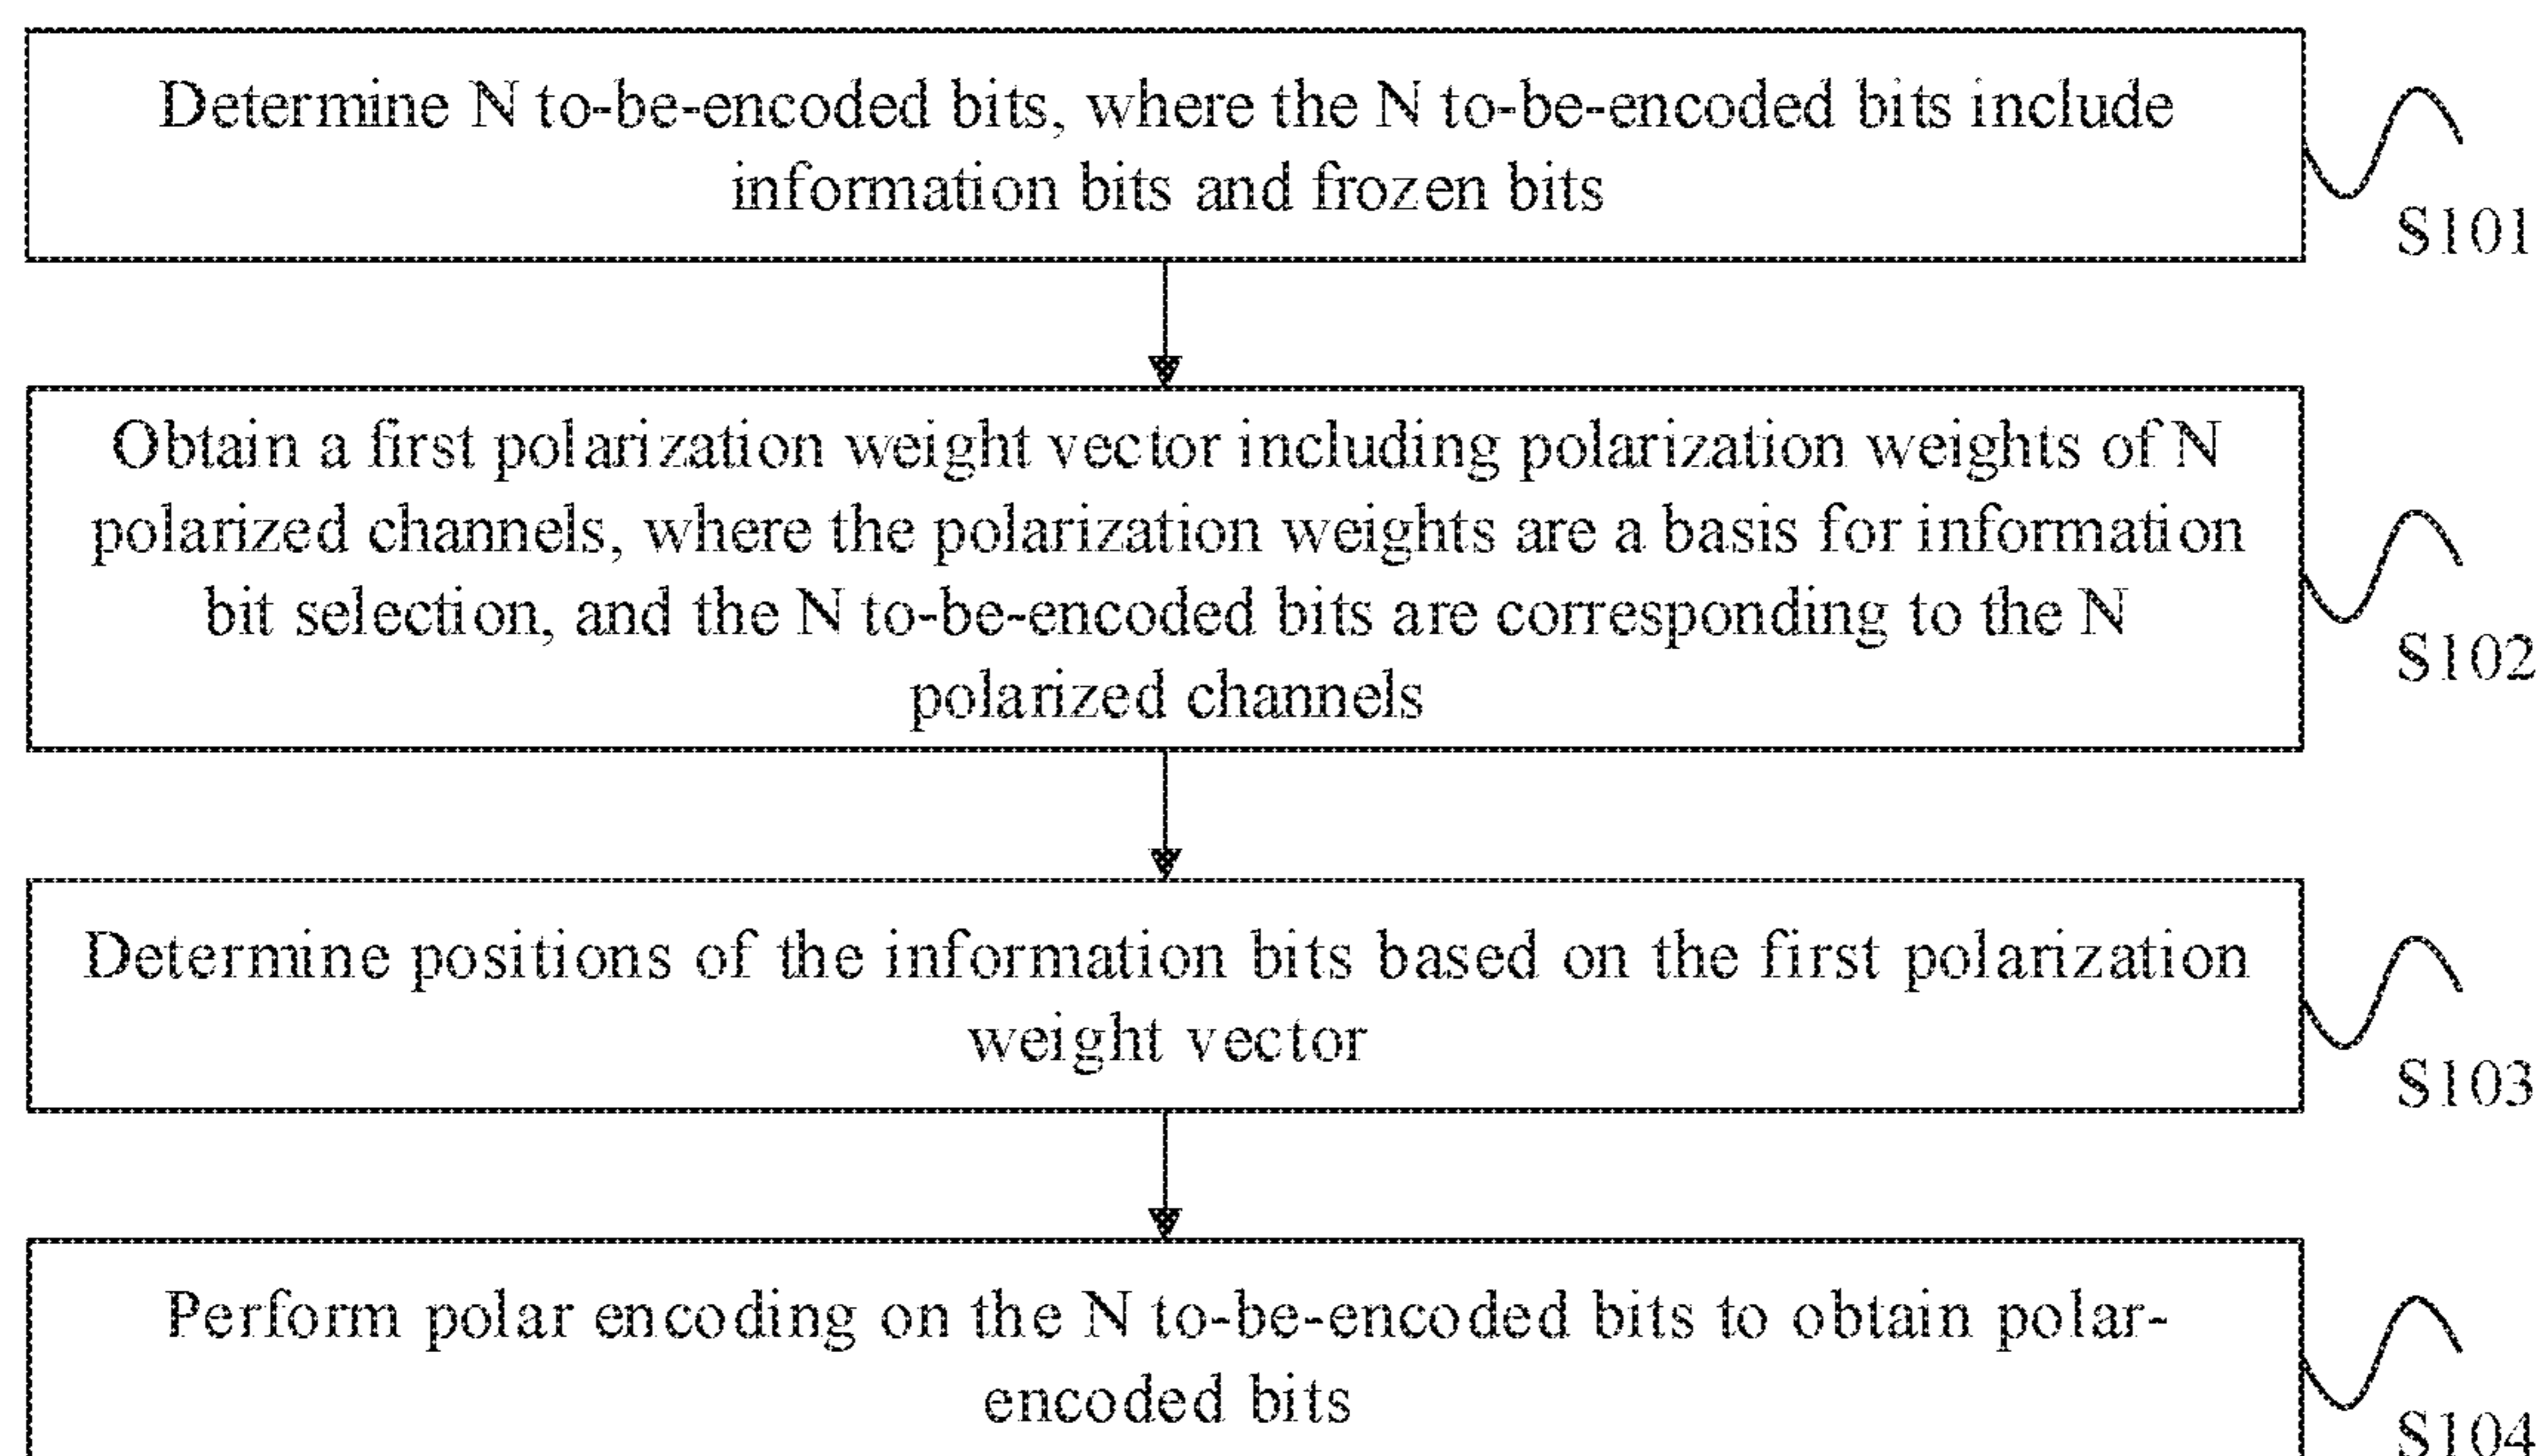 Determine N to-be-encoded bits, where the N to-be-encoded bits include
information bits and frozen bits
S101
Obtain a first polarization weight vector including polarization weights of N
polarized channels, where the polarization weights are a basis for information
bit selection, and the N to-be-encoded bits are corresponding to the N
polarized channels
S102
Determine positions of the information bits based on the first polarization
weight vector
S103
Perform polar encoding on the N to-be-encoded bits to obtain polar-
encoded bits
S104